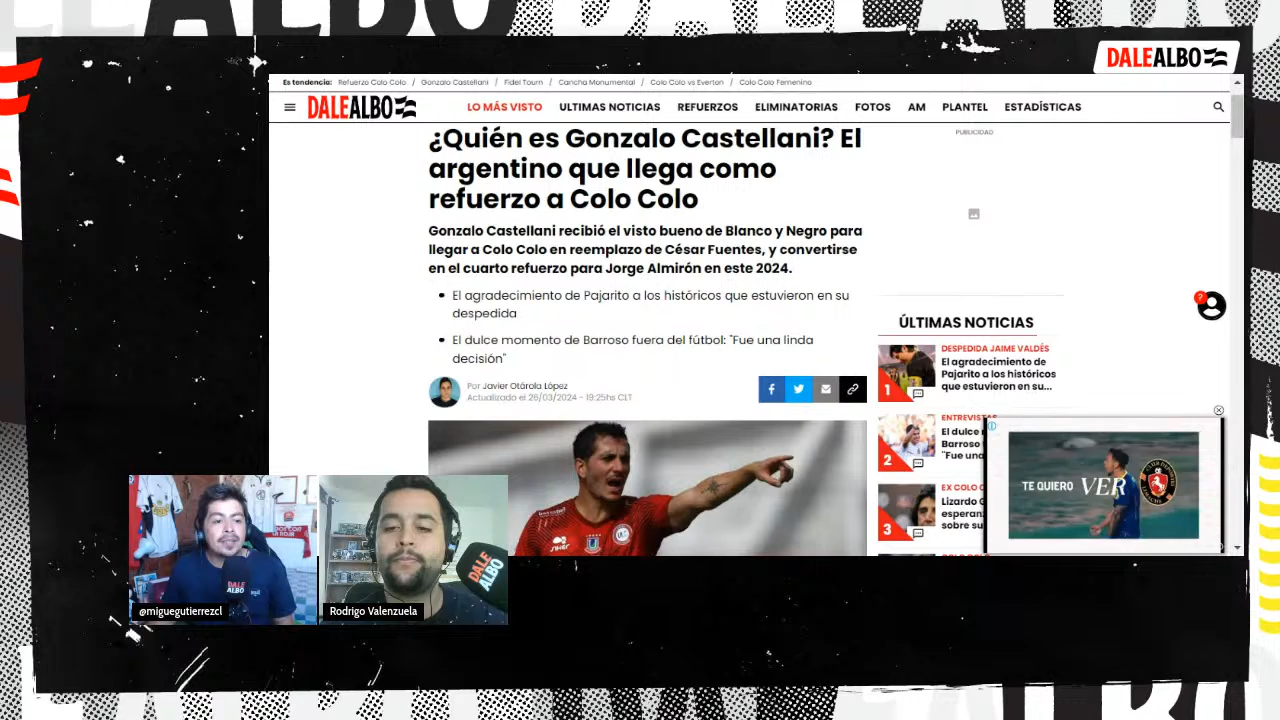 DALEALBO
Es tendencia: Refuerzo Colo Colo / Gonzalo Castellani / Fidel Tourn / Cancha Monumental / Colo Colo vs Everton / Colo Colo Femenino
DALEALBO
LO MÁS VISTO ULTIMAS NOTICIAS REFUERZOS ELIMINATORIAS FOTOS AM PLANTEL ESTADÍSTICAS
¿Quién es Gonzalo Castellani? El
argentino que llega como
refuerzo a Colo Colo
Gonzalo Castellani recibió el visto bueno de Blanco y Negro para
llegar a Colo Colo en reemplazo de César Fuentes, y convertirse
en el cuarto refuerzo para Jorge Almirón en este 2024.
El agradecimiento de Pajarito a los históricos que estuvieron en su
despedida
El dulce momento de Barroso fuera del fútbol: "Fue una linda
decisión"
Por Javier Otárola López
Actualizado el 26/03/2024 - 19:25hs CLT
PUBLICIDAD
?
ÚLTIMAS NOTICIAS
1
DESPEDIDA JAIME VALDÉS
El agradecimiento de
Pajarito a los históricos
que estuvieron en su...
2
ENTREVISTAS
El dulce
Barroso
"Fue una
3
EX COLO C
Lizardo G
esperanz
sobre su
TE QUIERO VER
DALE
ALBO
DALE
ALBO
@miguegutierrezcl
Rodrigo Valenzuela